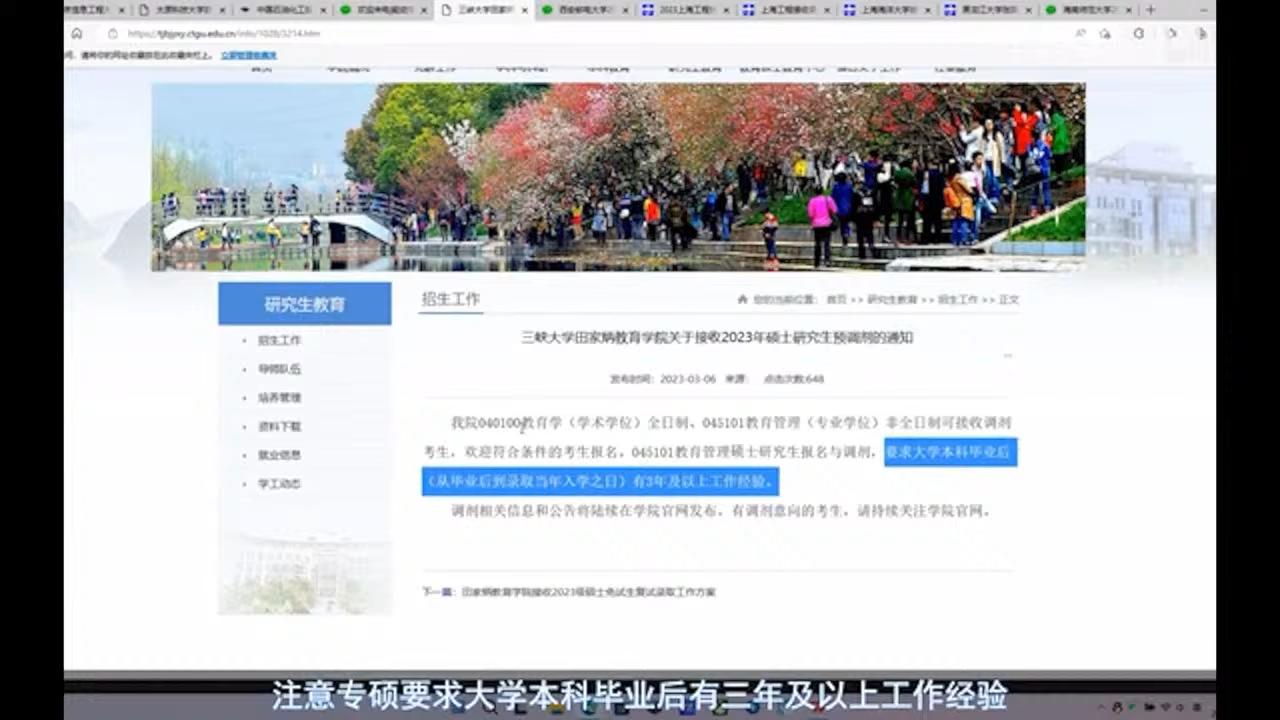 立即管理收藏夹
研究生教育
招生工作
导师队伍
培养管理
资料下载
就业信息
学工动态
招生工作
您的当前位置： 首页 >> 研究生教育 >> 招生工作 >> 正文
三峡大学田家炳教育学院关于接收2023年硕士研究生预调剂的通知
发布时间：2023-03-06 来源： 点击次数:648
我院040100教育学（学术学位）全日制、045101教育管理（专业学位）非全日制可接收调剂
考生，欢迎符合条件的考生报名。045101教育管理硕士研究生报名与调剂，要求大学本科毕业后
（从毕业后到录取当年入学之日）有3年及以上工作经验。
调剂相关信息和公告将陆续在学院官网发布。有调剂意向的考生，请持续关注学院官网。
下一篇：田家炳教育学院接收2023级硕士免试生复试录取工作方案
注意专硕要求大学本科毕业后有三年及以上工作经验